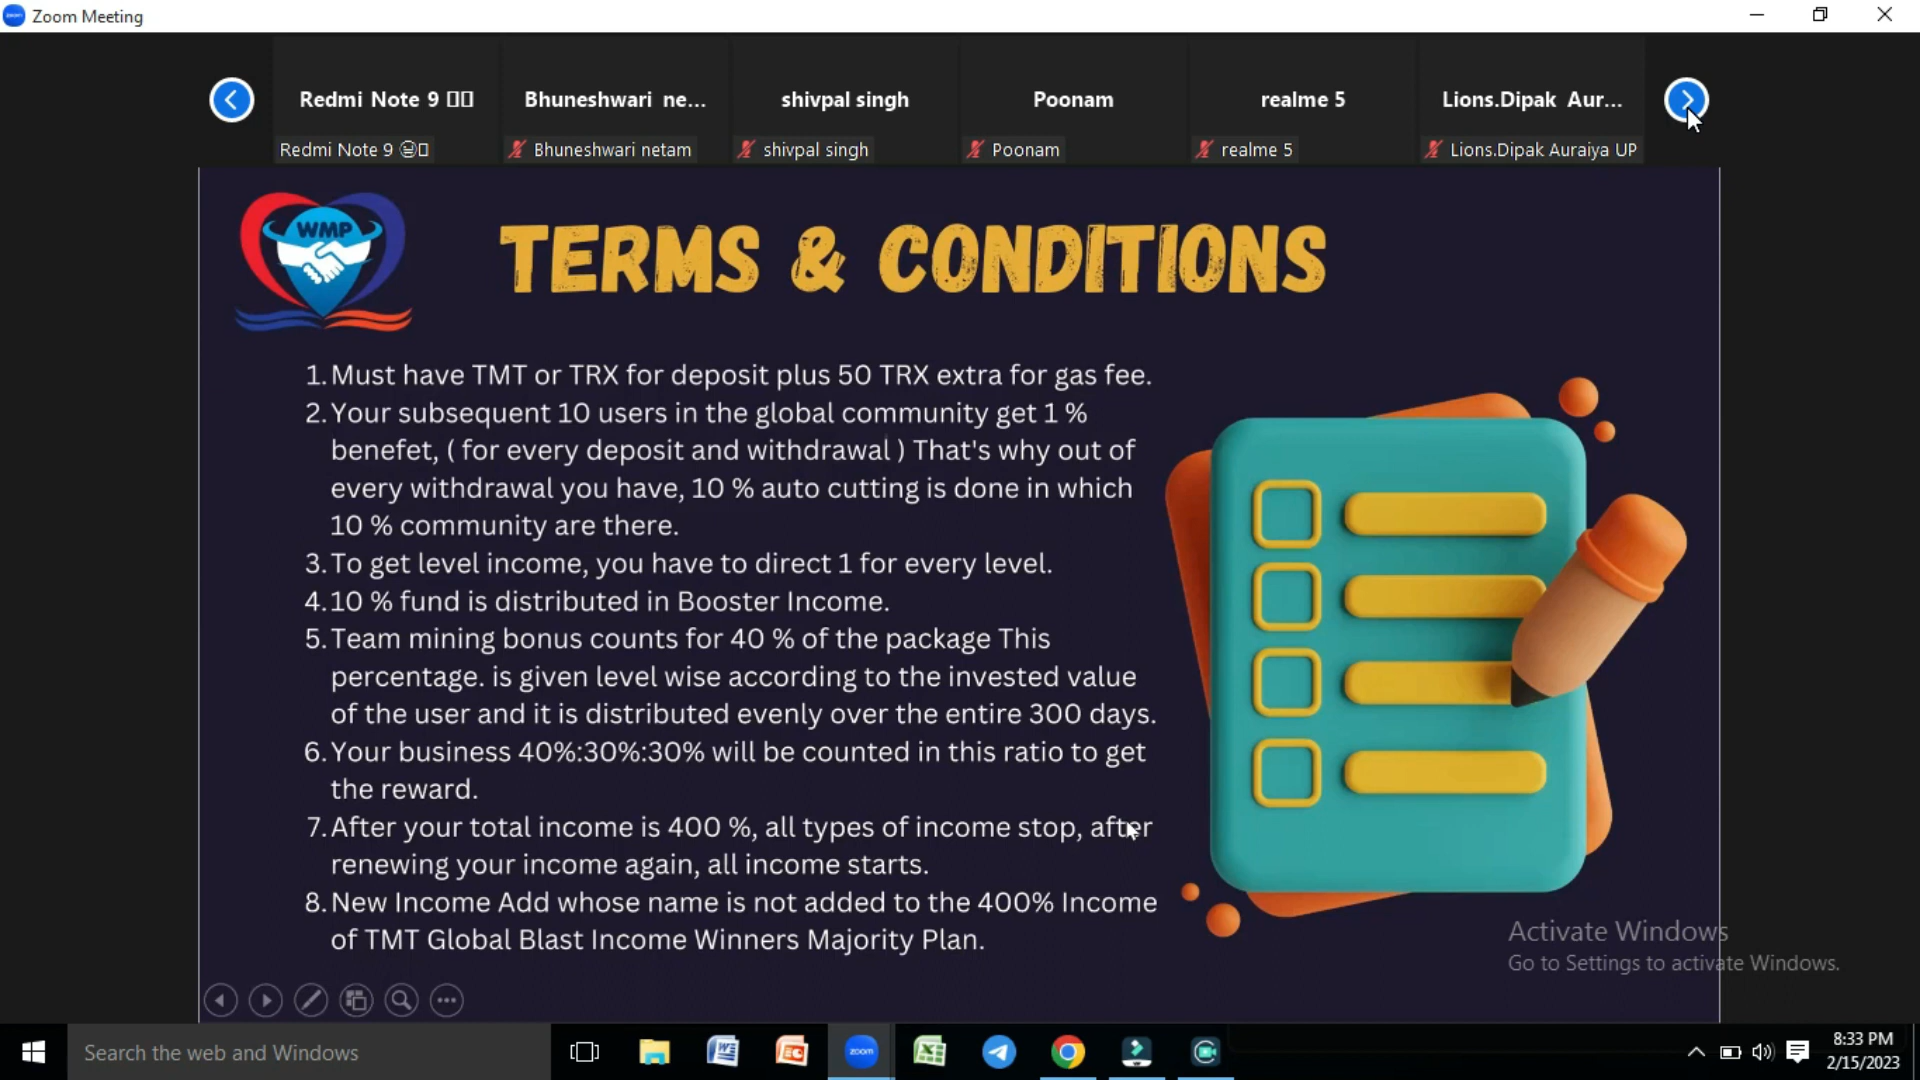 Zoom Meeting
Redmi Note 9
Bhuneshwari ne...
shivpal singh
Poonam
realme 5
Lions.Dipak Aur...
Redmi Note 9
Bhuneshwari netam
shivpal singh
Poonam
realme 5
Lions.Dipak Auraiya UP
WMP
TERMS & CONDITIONS
1. Must have TMT or TRX for deposit plus 50 TRX extra for gas fee.
2. Your subsequent 10 users in the global community get 1 %
benefet, ( for every deposit and withdrawal ) That's why out of
every withdrawal you have, 10 % auto cutting is done in which
10 % community are there.
3. To get level income, you have to direct 1 for every level.
4. 10 % fund is distributed in Booster Income.
5. Team mining bonus counts for 40 % of the package This
percentage. is given level wise according to the invested value
of the user and it is distributed evenly over the entire 300 days.
6. Your business 40%:30%:30% will be counted in this ratio to get
the reward.
7. After your total income is 400 %, all types of income stop, after
renewing your income again, all income starts.
8. New Income Add whose name is not added to the 400% Income
of TMT Global Blast Income Winners Majority Plan.
Activate Windows
Go to Settings to activate Windows.
Search the web and Windows
zoom
8:33 PM
2/15/2023